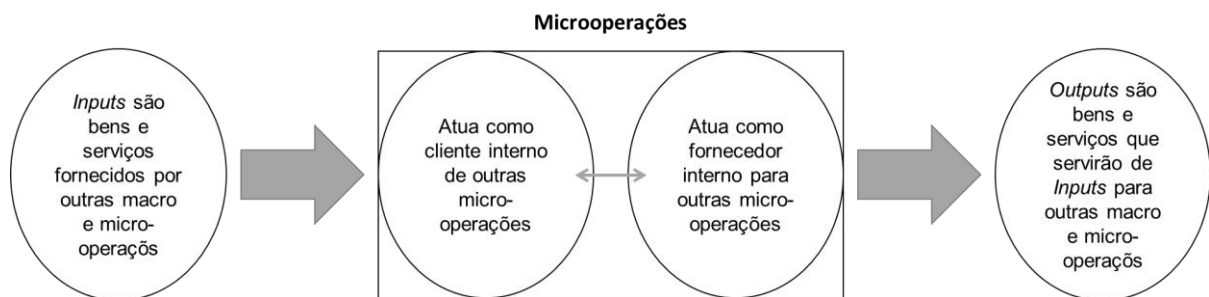 Microoperações
Inputs são
bens e
serviços
fornecidos por
outras macro
e micro-
operaçõs
Atua como
cliente interno
de outras
micro-
operações
Atua como
fornecedor
interno para
outras micro-
operações
Outputs são
bens e
serviços que
servirão de
Inputs para
outras macro
e micro-
operaçõs